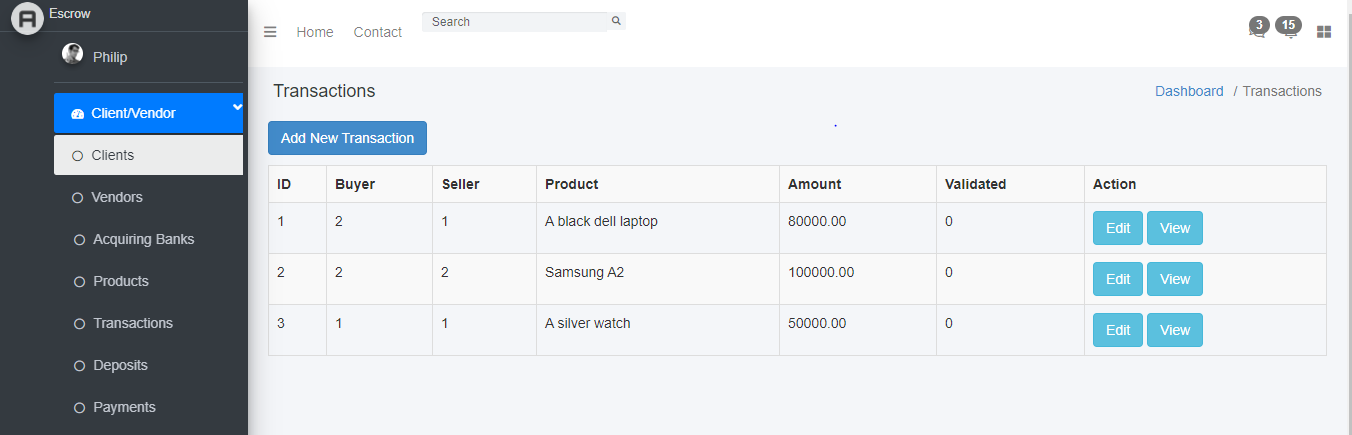 Escrow
Philip
Client/Vendor
Clients
Vendors
Acquiring Banks
Products
Transactions
Deposits
Payments
Home Contact Search 3 15
Transactions Dashboard / Transactions
Add New Transaction
ID Buyer Seller Product Amount Validated Action
1 2 1 A black dell laptop 80000.00 0 Edit View
2 2 2 Samsung A2 100000.00 0 Edit View
3 1 1 A silver watch 50000.00 0 Edit View